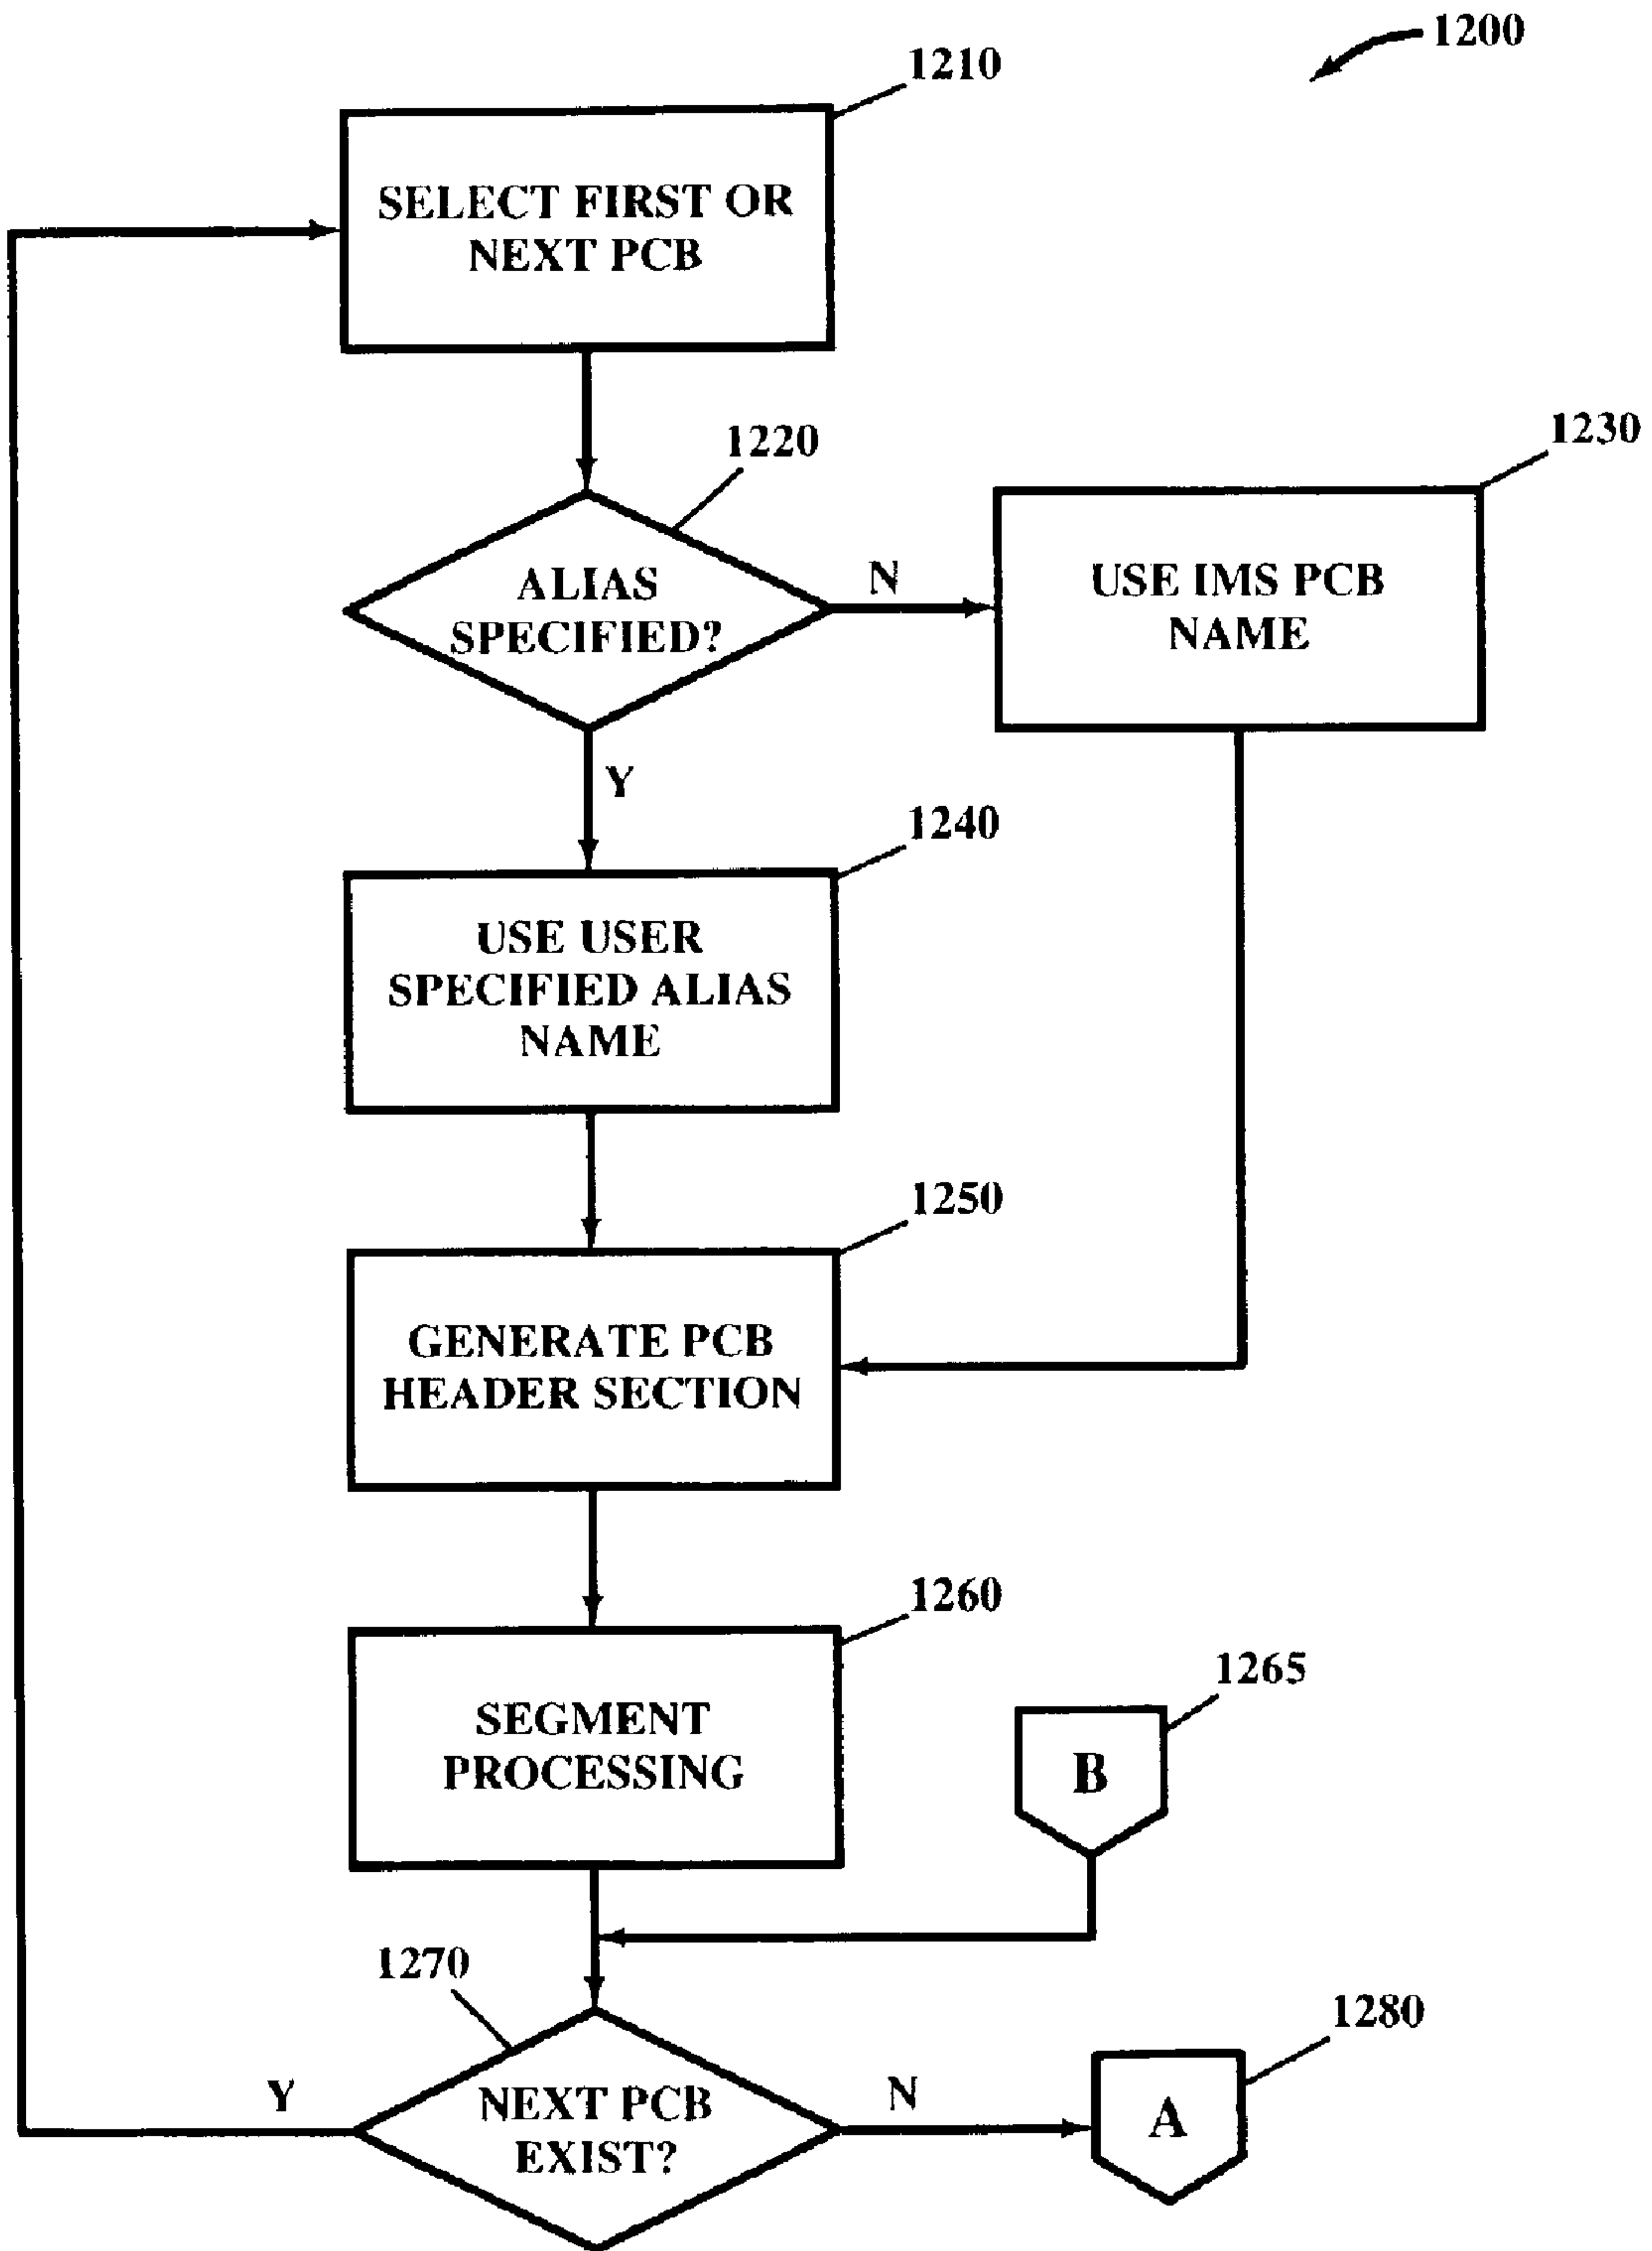 1200
1210
SELECT FIRST OR
NEXT PCB
1220
ALIAS
SPECIFIED?
N
1230
USE IMS PCB
NAME
Y
1240
USE USER
SPECIFIED ALIAS
NAME
1250
GENERATE PCB
HEADER SECTION
1260
SEGMENT
PROCESSING
1265
B
1270
NEXT PCB
EXIST?
Y
N
1280
A